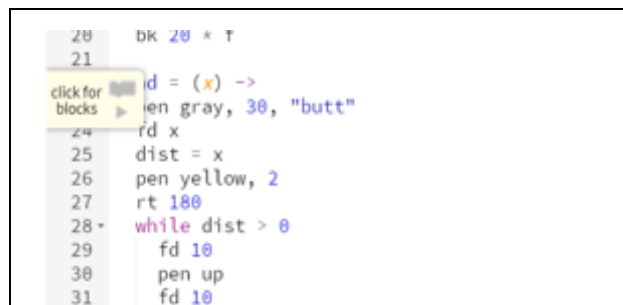 20 bk 20 * f
21
click for
blocks
d = (x) ->
en gray, 30, "butt"
24 fd x
25 dist = x
26 pen yellow, 2
27 rt 180
28 while dist > 0
29 fd 10
30 pen up
31 fd 10